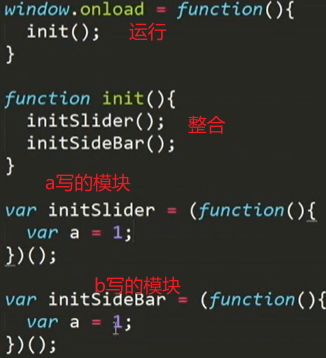 window.onload = function(){
init(); 运行
}
function init(){
initSlider();
initSideBar(); 整合
}
a写的模块
var initSlider = (function(){
var a = 1;
})();
b写的模块
var initSideBar = (function(){
var a = 1;
})();